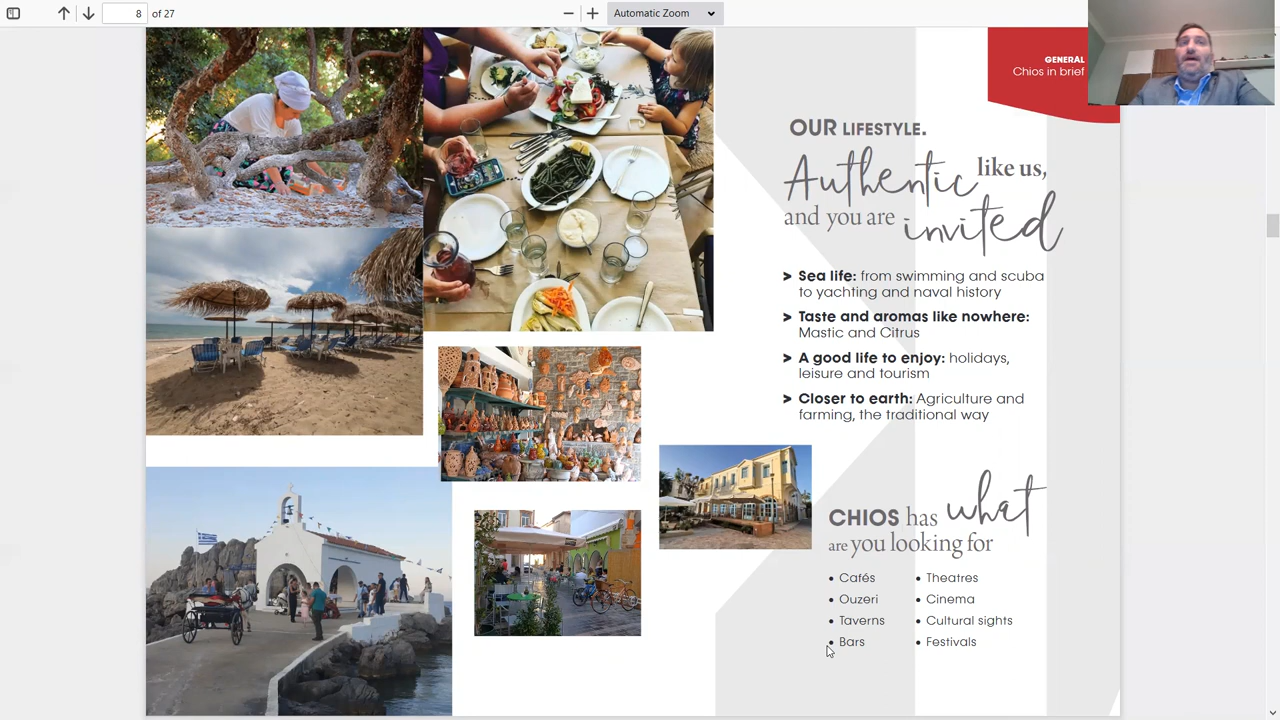 8 of 27
Automatic Zoom
GENERAL
Chios in brief
OUR LIFESTYLE.
Authentic like us,
and you are invited
> Sea life: from swimming and scuba
to yachting and naval history
> Taste and aromas like nowhere:
Mastic and Citrus
> A good life to enjoy: holidays,
leisure and tourism
> Closer to earth: Agriculture and
farming, the traditional way
CHIOS has what
are you looking for
• Cafés
• Ouzeri
• Taverns
• Bars
• Theatres
• Cinema
• Cultural sights
• Festivals